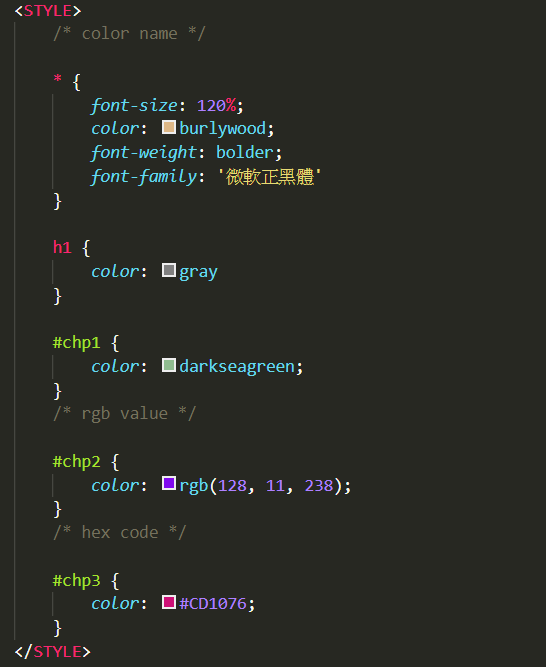 <STYLE>
/* color name */
* {
font-size: 120%;
color: burlywood;
font-weight: bolder;
font-family: '微軟正黑體'
}
h1 {
color: gray
}
#chp1 {
color: darkseagreen;
}
/* rgb value */
#chp2 {
color: rgb(128, 11, 238);
}
/* hex code */
#chp3 {
color: #CD1076;
}
</STYLE>